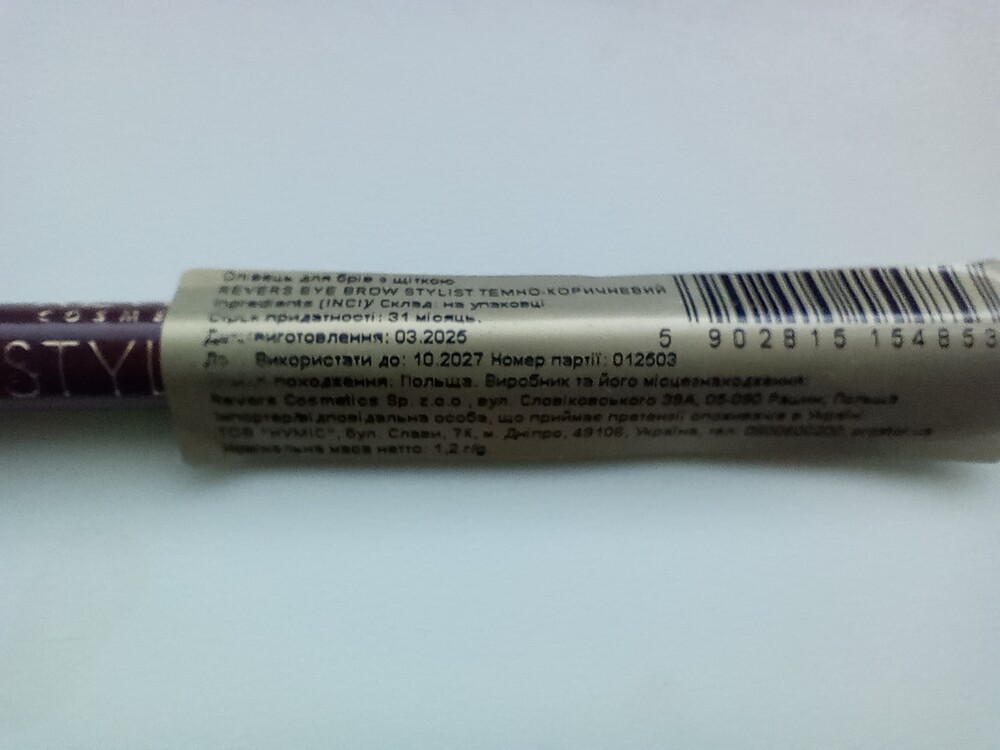 COSME
STYL
Олівець для брів з щіткою
REVERS EYE BROW STYLIST ТЕМНО-КОРИЧНЕВИЙ
Ingredients (INCI)/ Склад: на упаковці
Строк придатності: 31 місяць.
виготовлення: 03.2025
Використати до: 10.2027 Номер партії: 012503
походження: Польща. Виробник та його місцезнаходження:
Revers Cosmetics Sp. z.o.o., вул. Словіковського 39А, 05-090 Рашин, Польща
Імпортер/відповідальна особа, що приймає претензії споживачів в Україні:
ТОВ "НУМІС", бул. Слави, 7К, м. Дніпро, 49106, Україна, тел.
маса нетто: 1,2 г/g
5 902815 154853